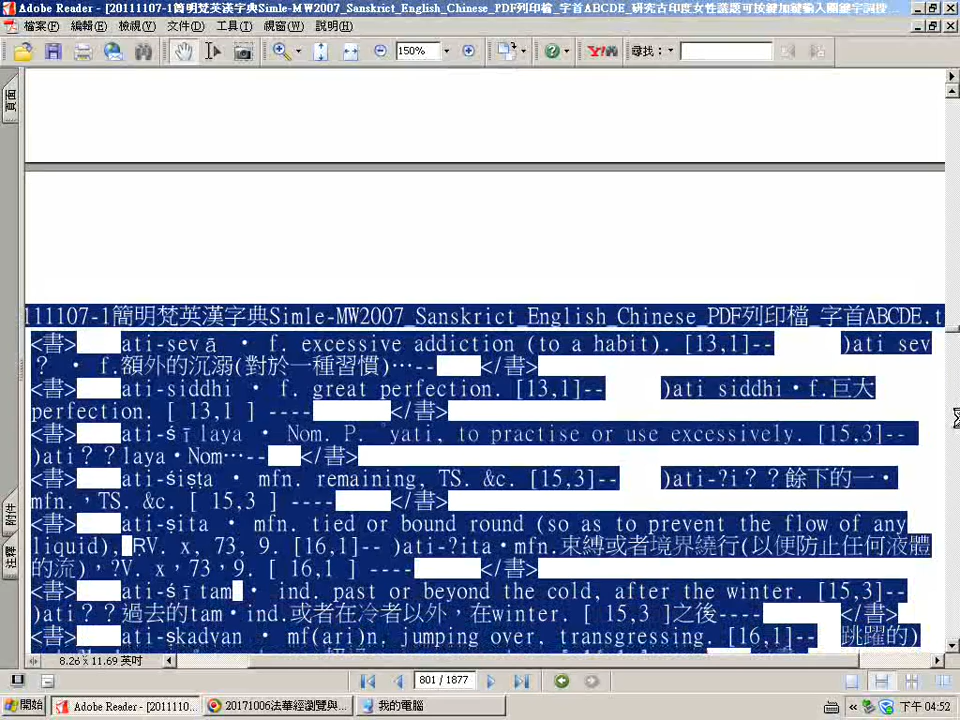 Adobe Reader - [20111107-1簡明梵英漢字典Simle-MW2007_Sanskrict_English_Chinese_PDF列印檔_字首ABCDE_研究古印度女性議題可按鍵加鍵輸入關鍵字詞搜
檔案(F) 編輯(E) 檢視(V) 文件(D) 工具(T) 視窗(W) 說明(H)
150% Y! 尋找：
頁面
111107-1簡明梵英漢字典Simle-MW2007_Sanskrict_English_Chinese_PDF列印檔_字首ABCDE.t
<書> ati-sevā • f. excessive addiction (to a habit). [13,1]-- )ati sev
？ • f.額外的沉溺(對於一種習慣)…-- </書>
<書> ati-siddhi • f. great perfection. [13,1]-- )ati siddhi•f.巨大
perfection. [ 13,1 ] ---- </書>
<書> ati-śīlaya • Nom. P. °yati, to practise or use excessively. [15,3]--
)ati？？laya•Nom…-- </書>
<書> ati-śiṣṭa • mfn. remaining, TS. &c. [15,3]-- )ati-?i？？餘下的一•
mfn.，TS. &c. [ 15,3 ] ---- </書>
<書> ati-ṣita • mfn. tied or bound round (so as to prevent the flow of any
liquid), RV. x, 73, 9. [16,1]-- )ati-?ita•mfn.束縛或者境界繞行(以便防止任何液體
的流)，?V. x，73，9. [ 16,1 ] ---- </書>
<書> ati-śītam • ind. past or beyond the cold, after the winter. [15,3]--
)ati？？過去的tam•ind.或者在冷者以外，在winter. [ 15,3 ]之後---- </書>
<書> ati-ṣkadvan • mf(ari)n. jumping over, transgressing. [16,1]-- 跳躍的)
附件
注釋
8.26 x 11.69 英吋
801 / 1877
開始 Adobe Reader - [2011110... 20171006法華經瀏覽與... 我的電腦 下午 04:52